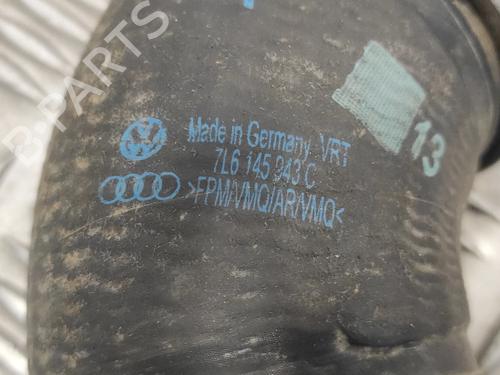 B-PARTS
Made in Germany VRT
7L6 145 943 C
>FPM/VMQ/AR/VMQ<
13